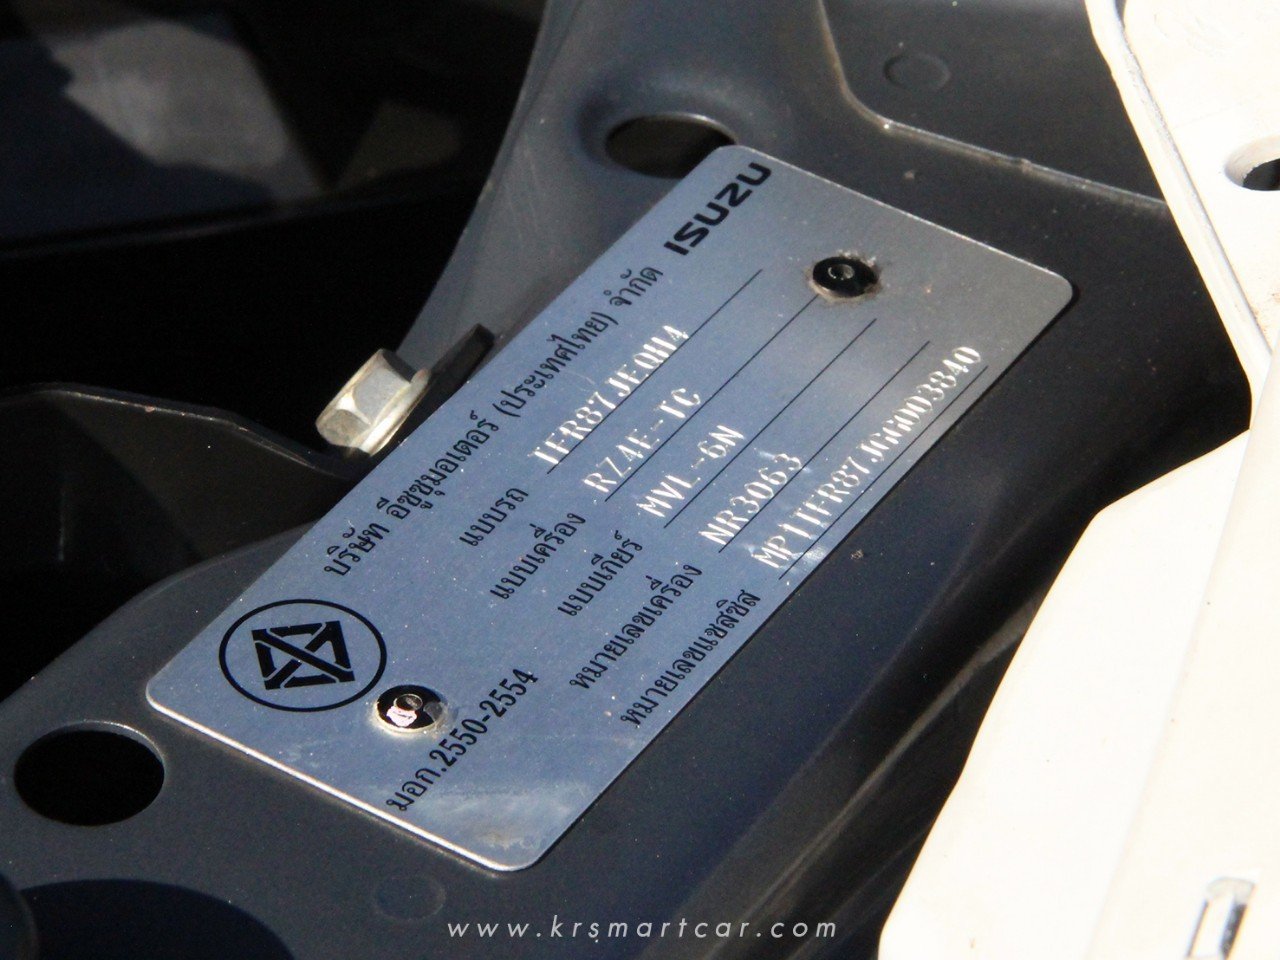 ISUZU
บริษัท อีซูซุมอเตอร์ (ประเทศไทย) จำกัด
แบบรถ TFR87JEQH4
แบบเครื่อง RZ4E-TC
แบบเกียร์ MVL-6N
หมายเลขเครื่อง NR3063
หมายเลขแชสซิส MP1TFR87JGG003840
มอก.2550-2554
www.krsmartcar.com